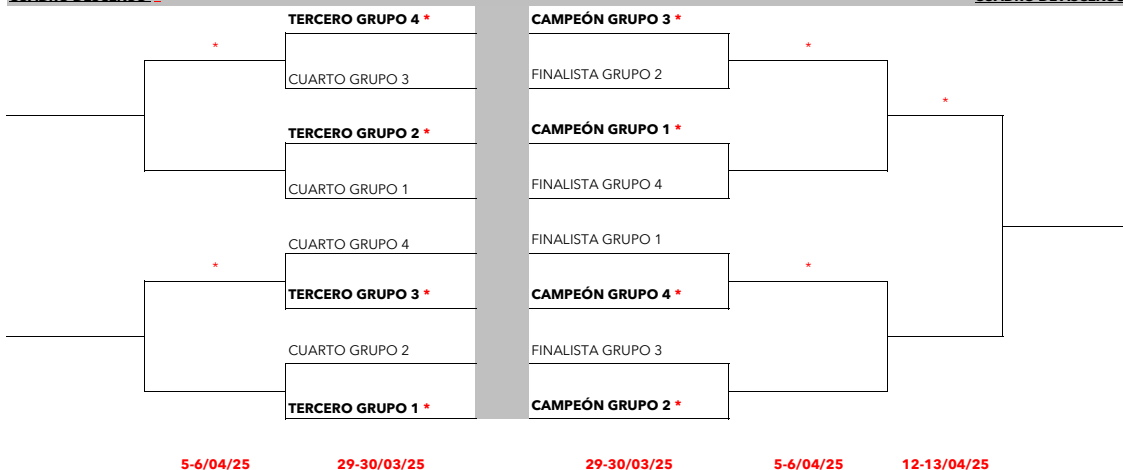 TERCERO GRUPO 4 *
CUARTO GRUPO 3
TERCERO GRUPO 2 *
CUARTO GRUPO 1
CUARTO GRUPO 4
TERCERO GRUPO 3 *
CUARTO GRUPO 2
TERCERO GRUPO 1 *
*
*
5-6/04/25
29-30/03/25
CAMPEÓN GRUPO 3 *
FINALISTA GRUPO 2
CAMPEÓN GRUPO 1 *
FINALISTA GRUPO 4
FINALISTA GRUPO 1
CAMPEÓN GRUPO 4 *
FINALISTA GRUPO 3
CAMPEÓN GRUPO 2 *
*
*
*
29-30/03/25
5-6/04/25
12-13/04/25